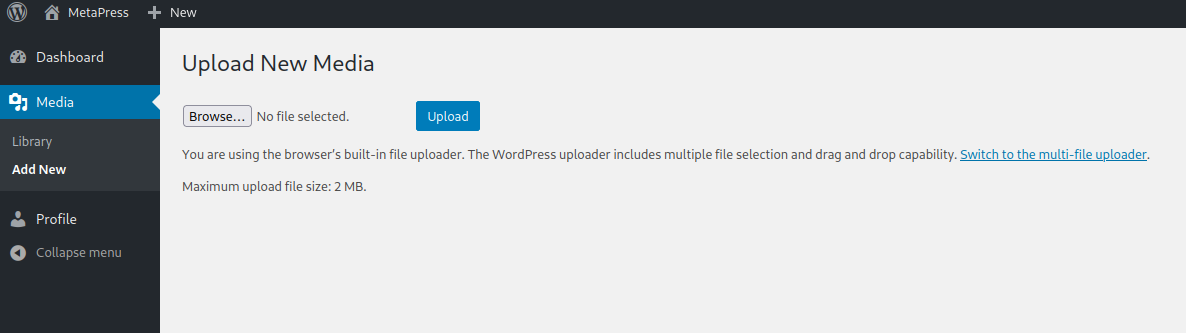 MetaPress New
Dashboard
Media
Library
Add New
Profile
Collapse menu
Upload New Media
Browse... No file selected. Upload
You are using the browser’s built-in file uploader. The WordPress uploader includes multiple file selection and drag and drop capability. Switch to the multi-file uploader.
Maximum upload file size: 2 MB.